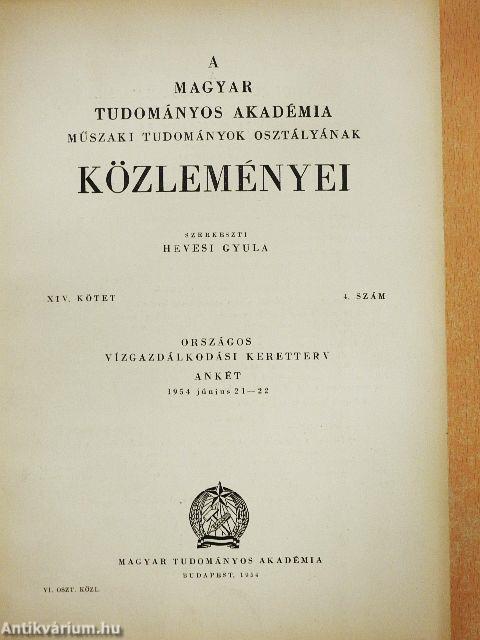 A
MAGYAR
TUDOMÁNYOS AKADÉMIA
MŰSZAKI TUDOMÁNYOK OSZTÁLYÁNAK
KÖZLEMÉNYEI
SZERKESZTI
HEVESI GYULA
XIV. KÖTET 4. SZÁM
ORSZÁGOS
VÍZGAZDÁLKODÁSI KERETTERV
ANKÉT
1954 június 21—22
MAGYAR TUDOMÁNYOS AKADÉMIA
BUDAPEST, 1954
VI. OSZT. KÖZL.
Antikvárium.hu